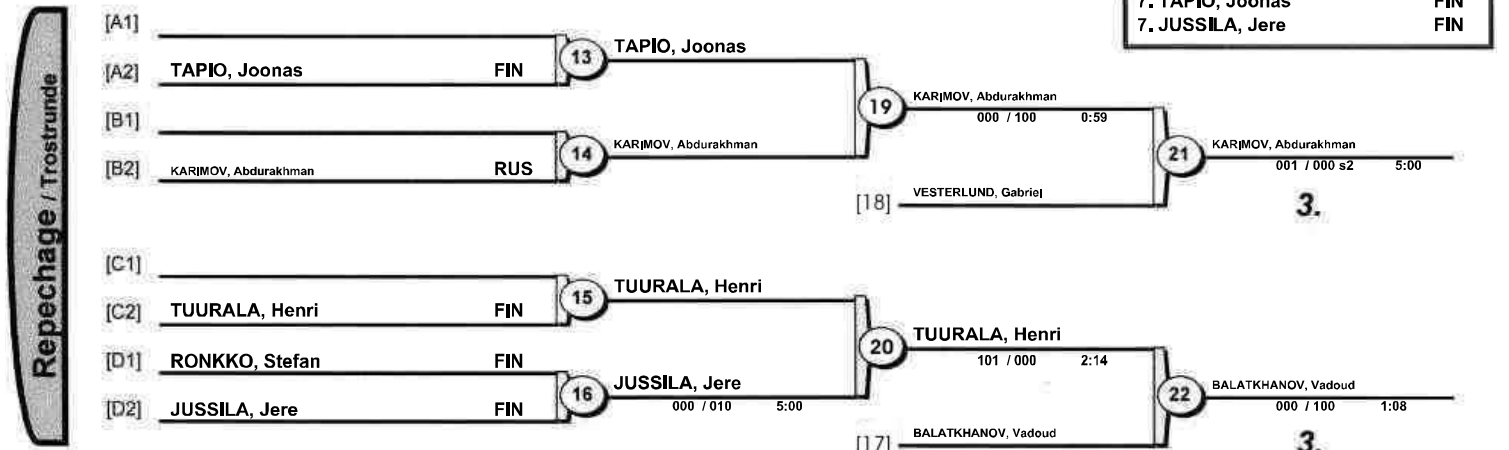 7. TAPIO, Joonas FIN
7. JUSSILA, Jere FIN
Repechage / Trostrunde
[A1]
[A2] TAPIO, Joonas FIN
13 TAPIO, Joonas
[B1]
[B2] KARIMOV, Abdurakhman RUS
14 KARIMOV, Abdurakhman
19 KARIMOV, Abdurakhman
000 / 100 0:59
[18] VESTERLUND, Gabriel
21 KARIMOV, Abdurakhman
001 / 000 s2 5:00
3.
[C1]
[C2] TUURALA, Henri FIN
15 TUURALA, Henri
[D1] RONKKO, Stefan FIN
[D2] JUSSILA, Jere FIN
16 JUSSILA, Jere
000 / 010 5:00
20 TUURALA, Henri
101 / 000 2:14
[17] BALATKHANOV, Vadoud
22 BALATKHANOV, Vadoud
000 / 100 1:08
3.